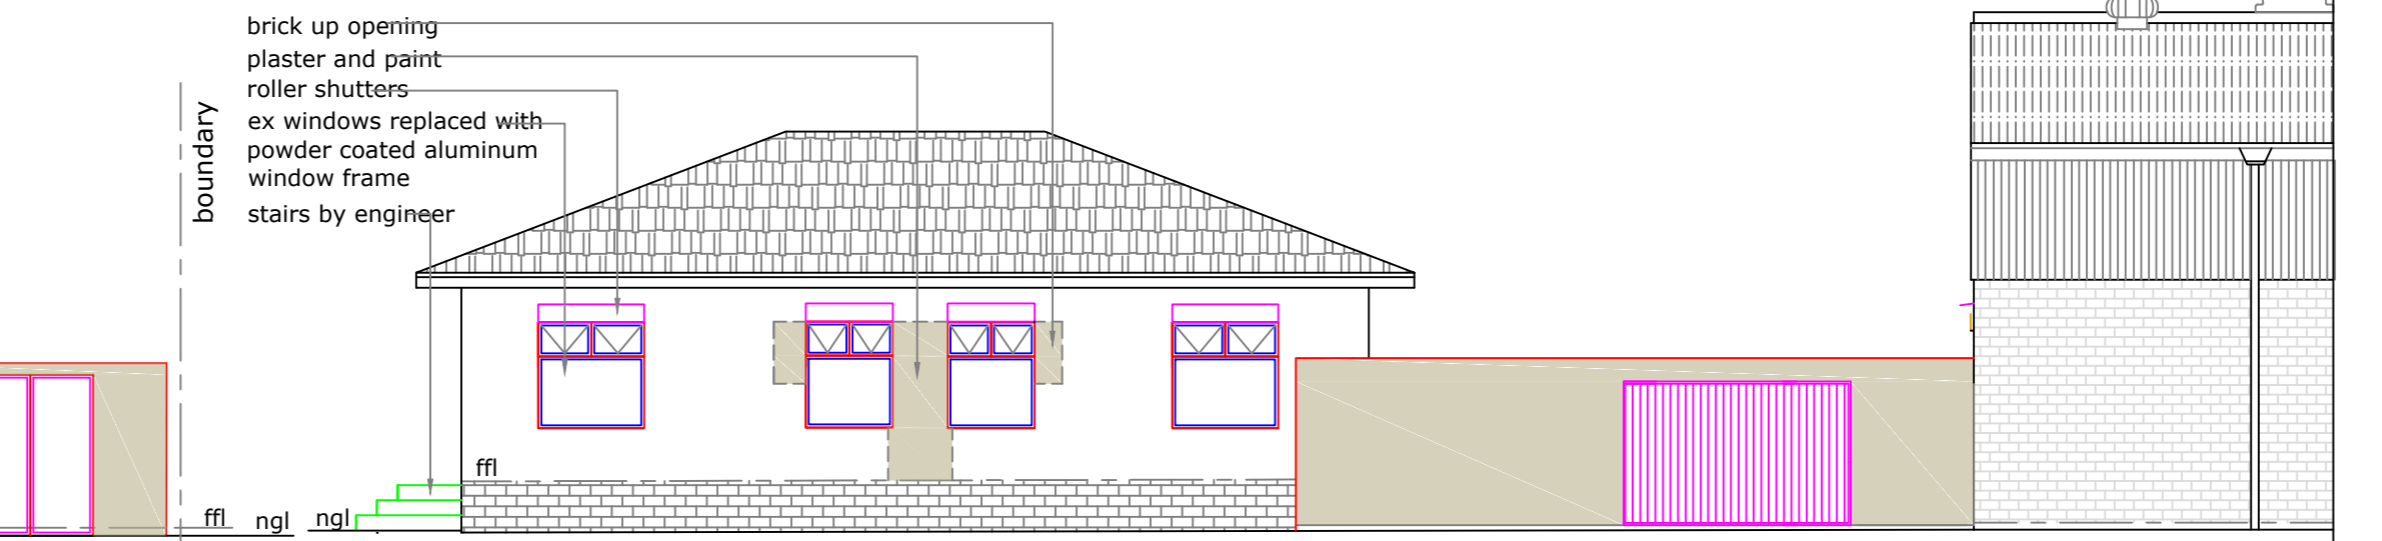 brick up opening
plaster and paint
roller shutters
ex windows replaced with
powder coated aluminum
window frame
stairs by engineer
boundary
ffl
ffl
ngl
ngl